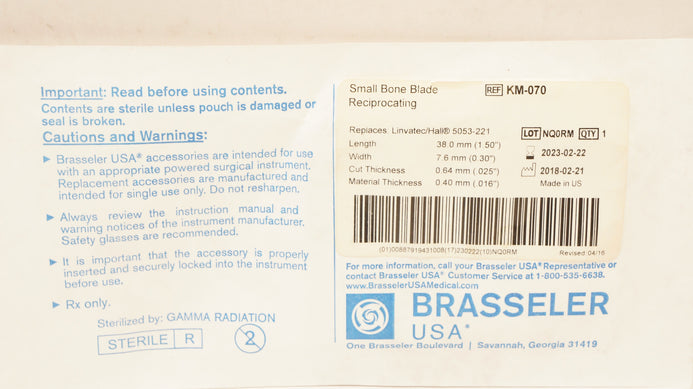 Important: Read before using contents.
Contents are sterile unless pouch is damaged or
seal is broken.
Cautions and Warnings:
Brasseler USA® accessories are intended for use
with an appropriate powered surgical instrument.
Replacement accessories are manufactured and
intended for single use only. Do not resharpen.
Always review the instruction manual and
warning notices of the instrument manufacturer.
Safety glasses are recommended.
It is important that the accessory is properly
inserted and securely locked into the instrument
before use.
Rx only.
Sterilized by: GAMMA RADIATION
STERILE R
2
Small Bone Blade
Reciprocating
REF KM-070
Replaces: Linvatec/Hall® 5053-221
Length 38.0 mm (1.50")
Width 7.6 mm (0.30")
Cut Thickness 0.64 mm (.025")
Material Thickness 0.40 mm (.016")
LOT NQ0RM QTY 1
2023-02-22
2018-02-21
Made in US
(01)00887919431008(17)230222(10)NQ0RM
Revised 04/16
For more information, call your Brasseler USA® Representative or
contact Brasseler USA® Customer Service at 1-800-535-6638.
www.BrasselerUSAMedical.com
BRASSELER
USA®
One Brasseler Boulevard | Savannah, Georgia 31419